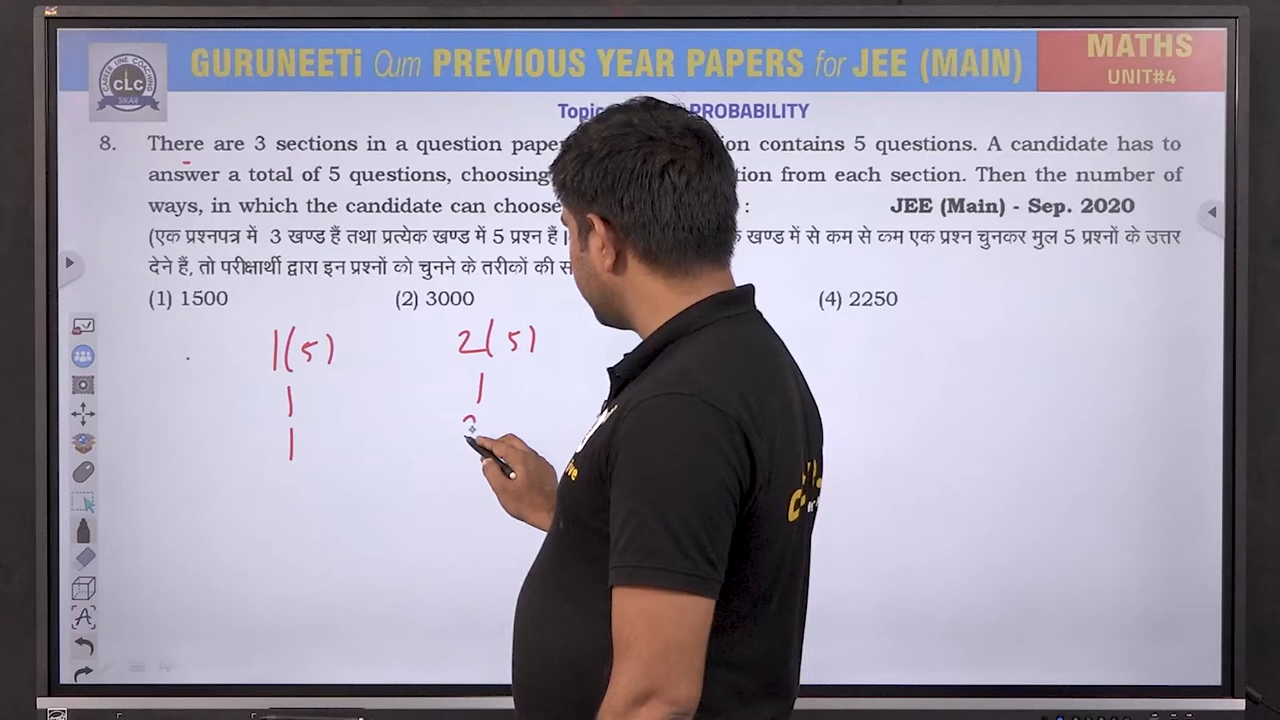 GURUNEETi Cum PREVIOUS YEAR PAPERS for JEE (MAIN)
MATHS
UNIT#4
CAREER LINE COACHING
CLC
SIKAR
PROBABILITY
8. There are 3 sections in a question paper contains 5 questions. A candidate has to
answer a total of 5 questions, choosing from each section. Then the number of
ways, in which the candidate can choose : JEE (Main) - Sep. 2020
(एक प्रश्नपत्र में 3 खण्ड हैं तथा प्रत्येक खण्ड में 5 प्रश्न हैं। खण्ड में से कम से कम एक प्रश्न चुनकर मुल 5 प्रश्नों के उत्तर
देने हैं, तो परीक्षार्थी द्वारा इन प्रश्नों को चुनने के तरीकों की
(1) 1500 (2) 3000 (4) 2250
1(5) 2(5)
1 1
1